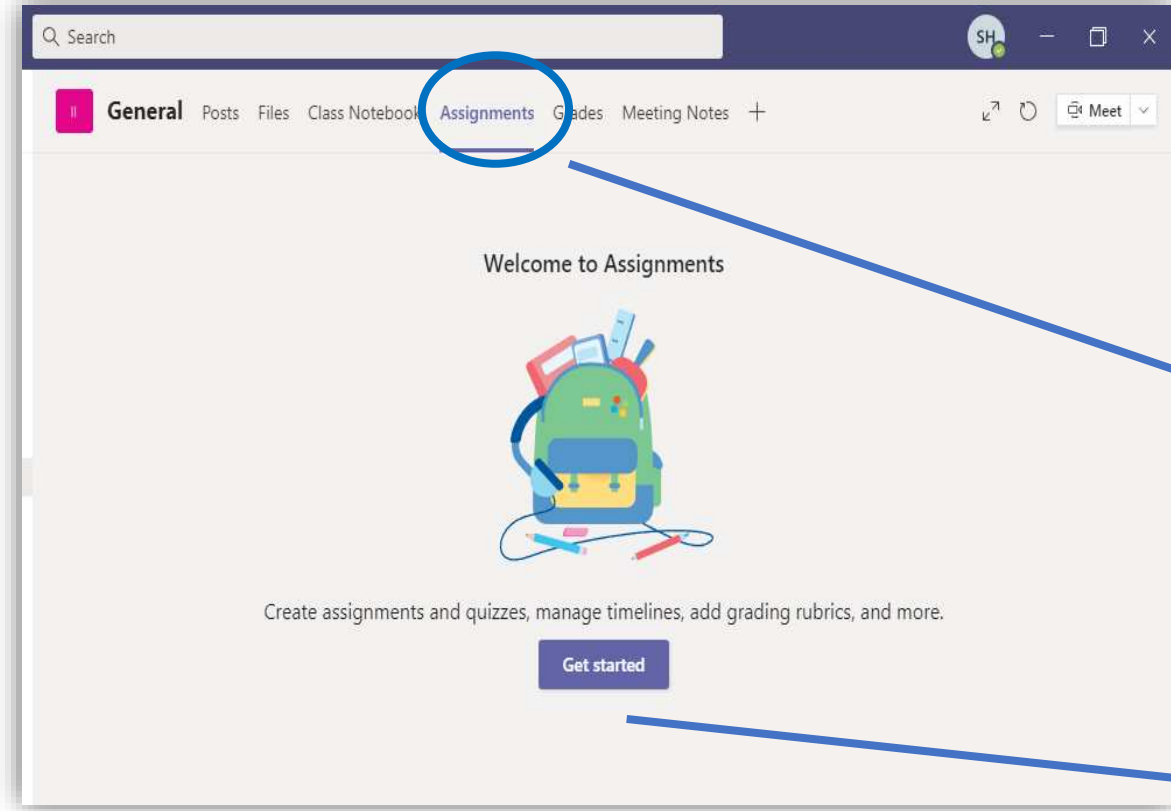 Search
SH
General Posts Files Class Notebook Assignments Grades Meeting Notes
Meet
Welcome to Assignments
Create assignments and quizzes, manage timelines, add grading rubrics, and more.
Get started